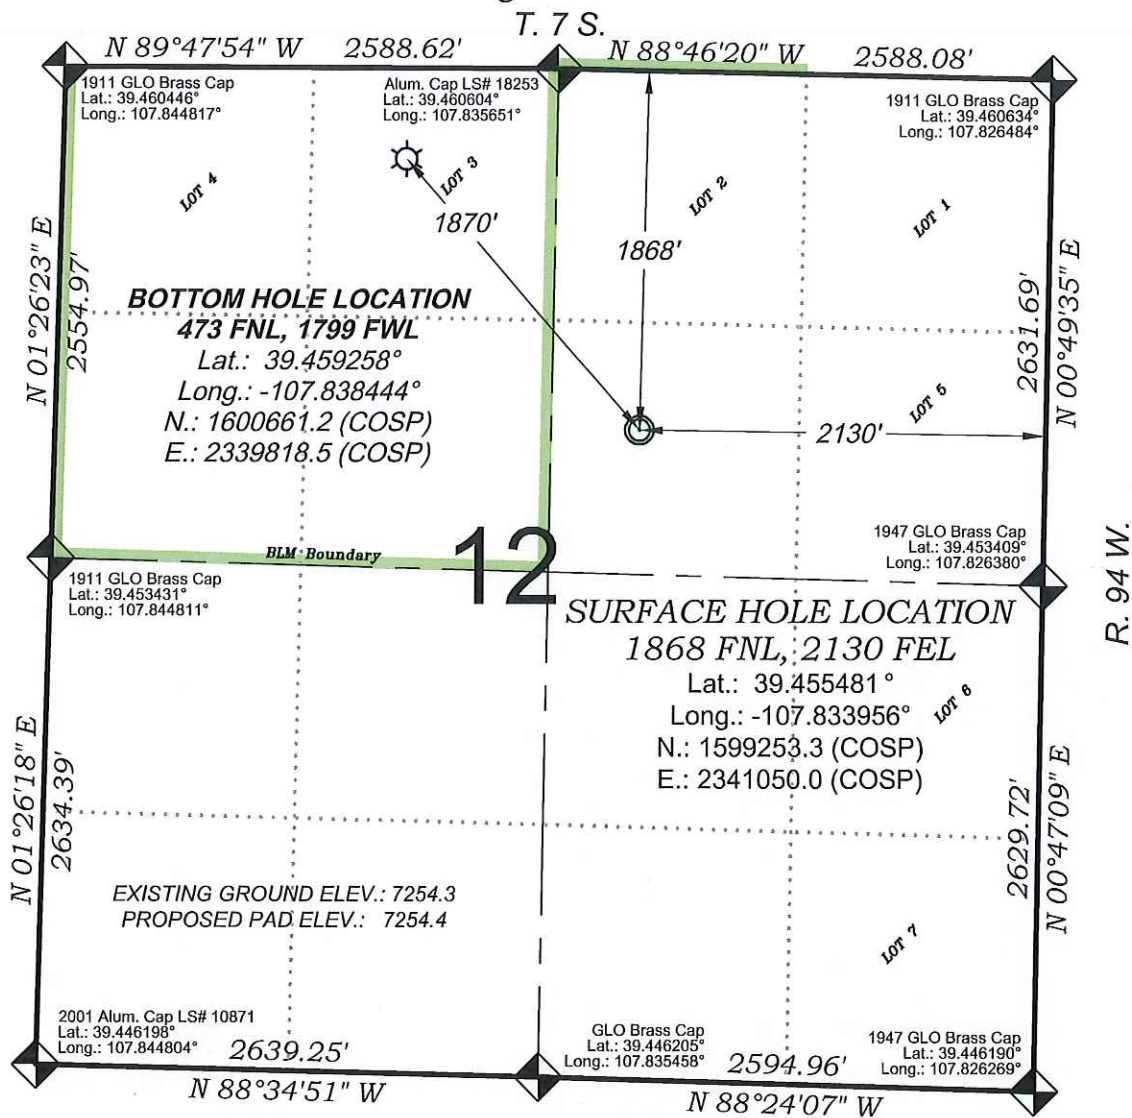 T. 7 S.
N 89°47'54" W 2588.62'
N 88°46'20" W 2588.08'
1911 GLO Brass Cap
Lat.: 39.460446°
Long.: 107.844817°
Alum. Cap LS# 18253
Lat.: 39.460604°
Long.: 107.835651°
1911 GLO Brass Cap
Lat.: 39.460634°
Long.: 107.826484°
LOT 4
LOT 3
LOT 2
LOT 1
1870'
1868'
N 01°26'23" E
2554.97'
2631.69'
N 00°49'35" E
BOTTOM HOLE LOCATION
473 FNL, 1799 FWL
Lat.: 39.459258°
Long.: -107.838444°
N.: 1600661.2 (COSP)
E.: 2339818.5 (COSP)
LOT 5
2130'
BLM Boundary
12
1947 GLO Brass Cap
Lat.: 39.453409°
Long.: 107.826380°
R. 94 W.
1911 GLO Brass Cap
Lat.: 39.453431°
Long.: 107.844811°
SURFACE HOLE LOCATION
1868 FNL, 2130 FEL
Lat.: 39.455481°
Long.: -107.833956°
N.: 1599253.3 (COSP)
E.: 2341050.0 (COSP)
LOT 6
N 01°26'18" E
2634.39'
2629.72'
N 00°47'09" E
EXISTING GROUND ELEV.: 7254.3
PROPOSED PAD ELEV.: 7254.4
LOT 7
2001 Alum. Cap LS# 10871
Lat.: 39.446198°
Long.: 107.844804°
GLO Brass Cap
Lat.: 39.446205°
Long.: 107.835458°
1947 GLO Brass Cap
Lat.: 39.446190°
Long.: 107.826269°
2639.25'
N 88°34'51" W
2594.96'
N 88°24'07" W